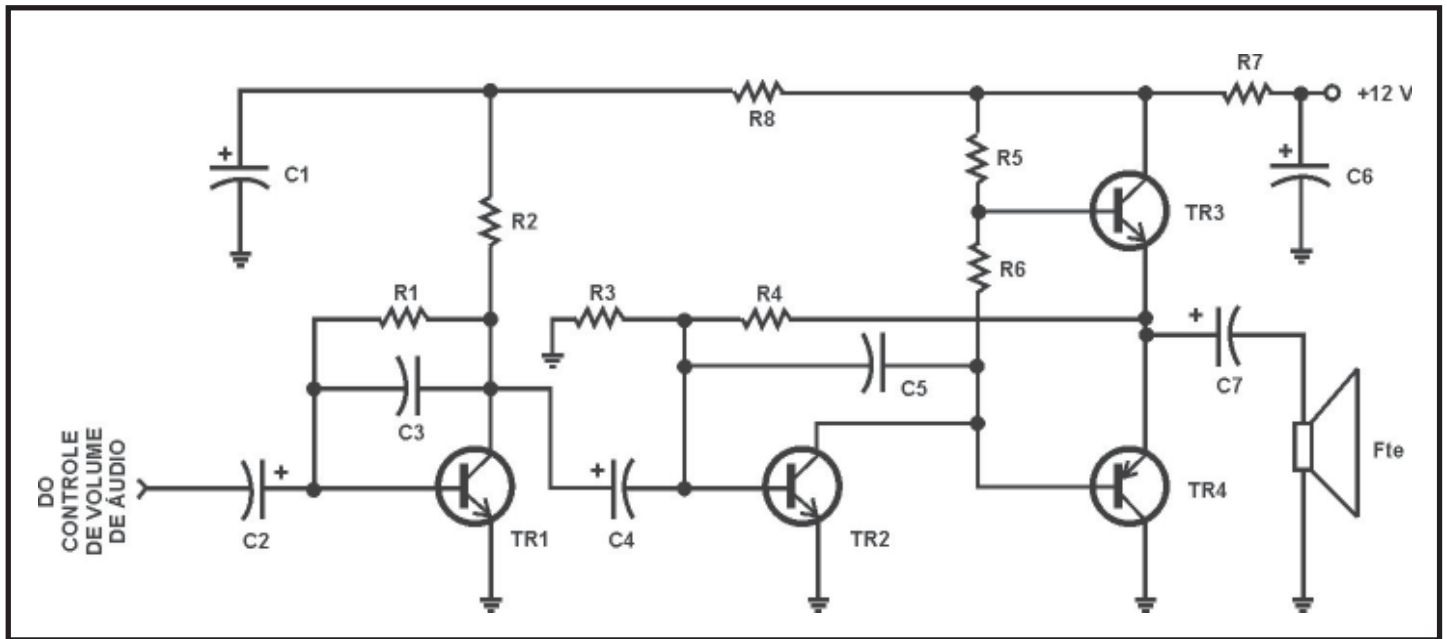 R7
+12 V
R8
+
C1
R5
+
C6
TR3
R2
R6
R1
R3
R4
+
C7
C5
C3
DO
CONTROLE
DE VOLUME
DE ÁUDIO
+
C2
TR1
+
C4
TR2
TR4
Fte